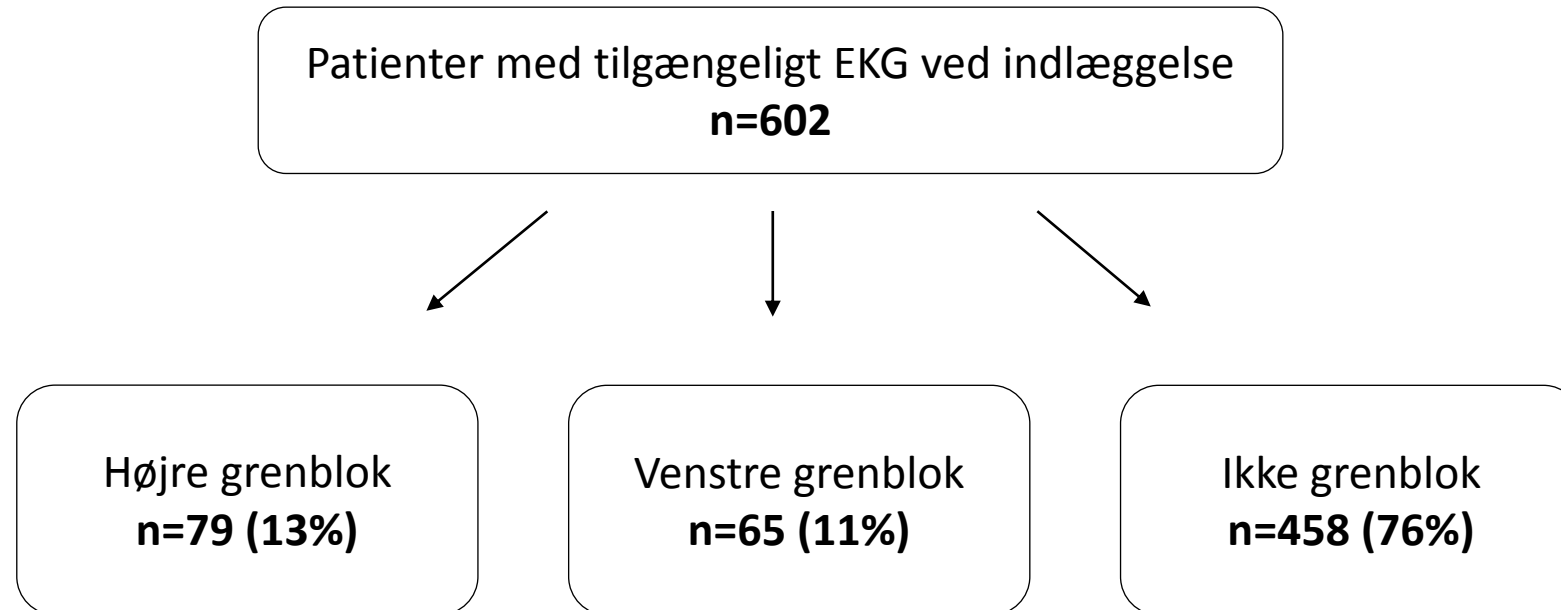 Patienter med tilgængeligt EKG ved indlæggelse
n=602
Højre grenblok
n=79 (13%)
Venstre grenblok
n=65 (11%)
Ikke grenblok
n=458 (76%)